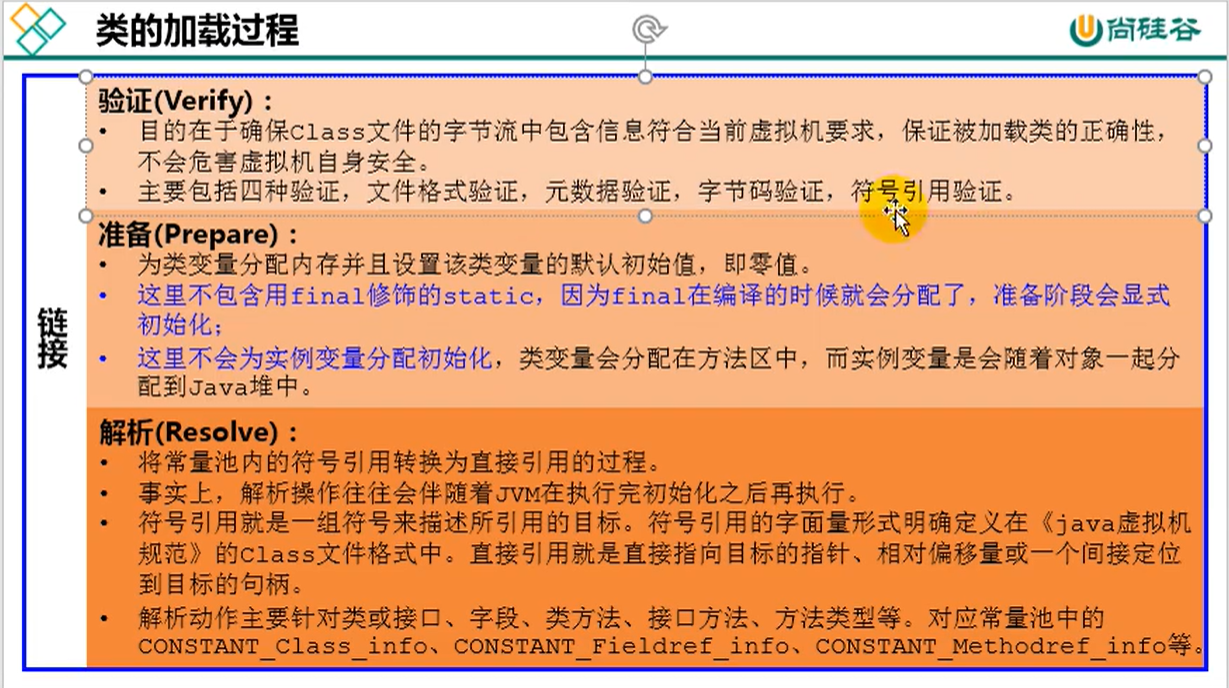 类的加载过程
尚硅谷
链接
验证(Verify)：
• 目的在于确保Class文件的字节流中包含信息符合当前虚拟机要求，保证被加载类的正确性，
不会危害虚拟机自身安全。
• 主要包括四种验证，文件格式验证，元数据验证，字节码验证，符号引用验证。
准备(Prepare)：
• 为类变量分配内存并且设置该类变量的默认初始值，即零值。
• 这里不包含用final修饰的static，因为final在编译的时候就会分配了，准备阶段会显式
初始化；
• 这里不会为实例变量分配初始化，类变量会分配在方法区中，而实例变量是会随着对象一起分
配到Java堆中。
解析(Resolve)：
• 将常量池内的符号引用转换为直接引用的过程。
• 事实上，解析操作往往会伴随着JVM在执行完初始化之后再执行。
• 符号引用就是一组符号来描述所引用的目标。符号引用的字面量形式明确定义在《java虚拟机
规范》的Class文件格式中。直接引用就是直接指向目标的指针、相对偏移量或一个间接定位
到目标的句柄。
• 解析动作主要针对类或接口、字段、类方法、接口方法、方法类型等。对应常量池中的
CONSTANT_Class_info、CONSTANT_Fieldref_info、CONSTANT_Methodref_info等。